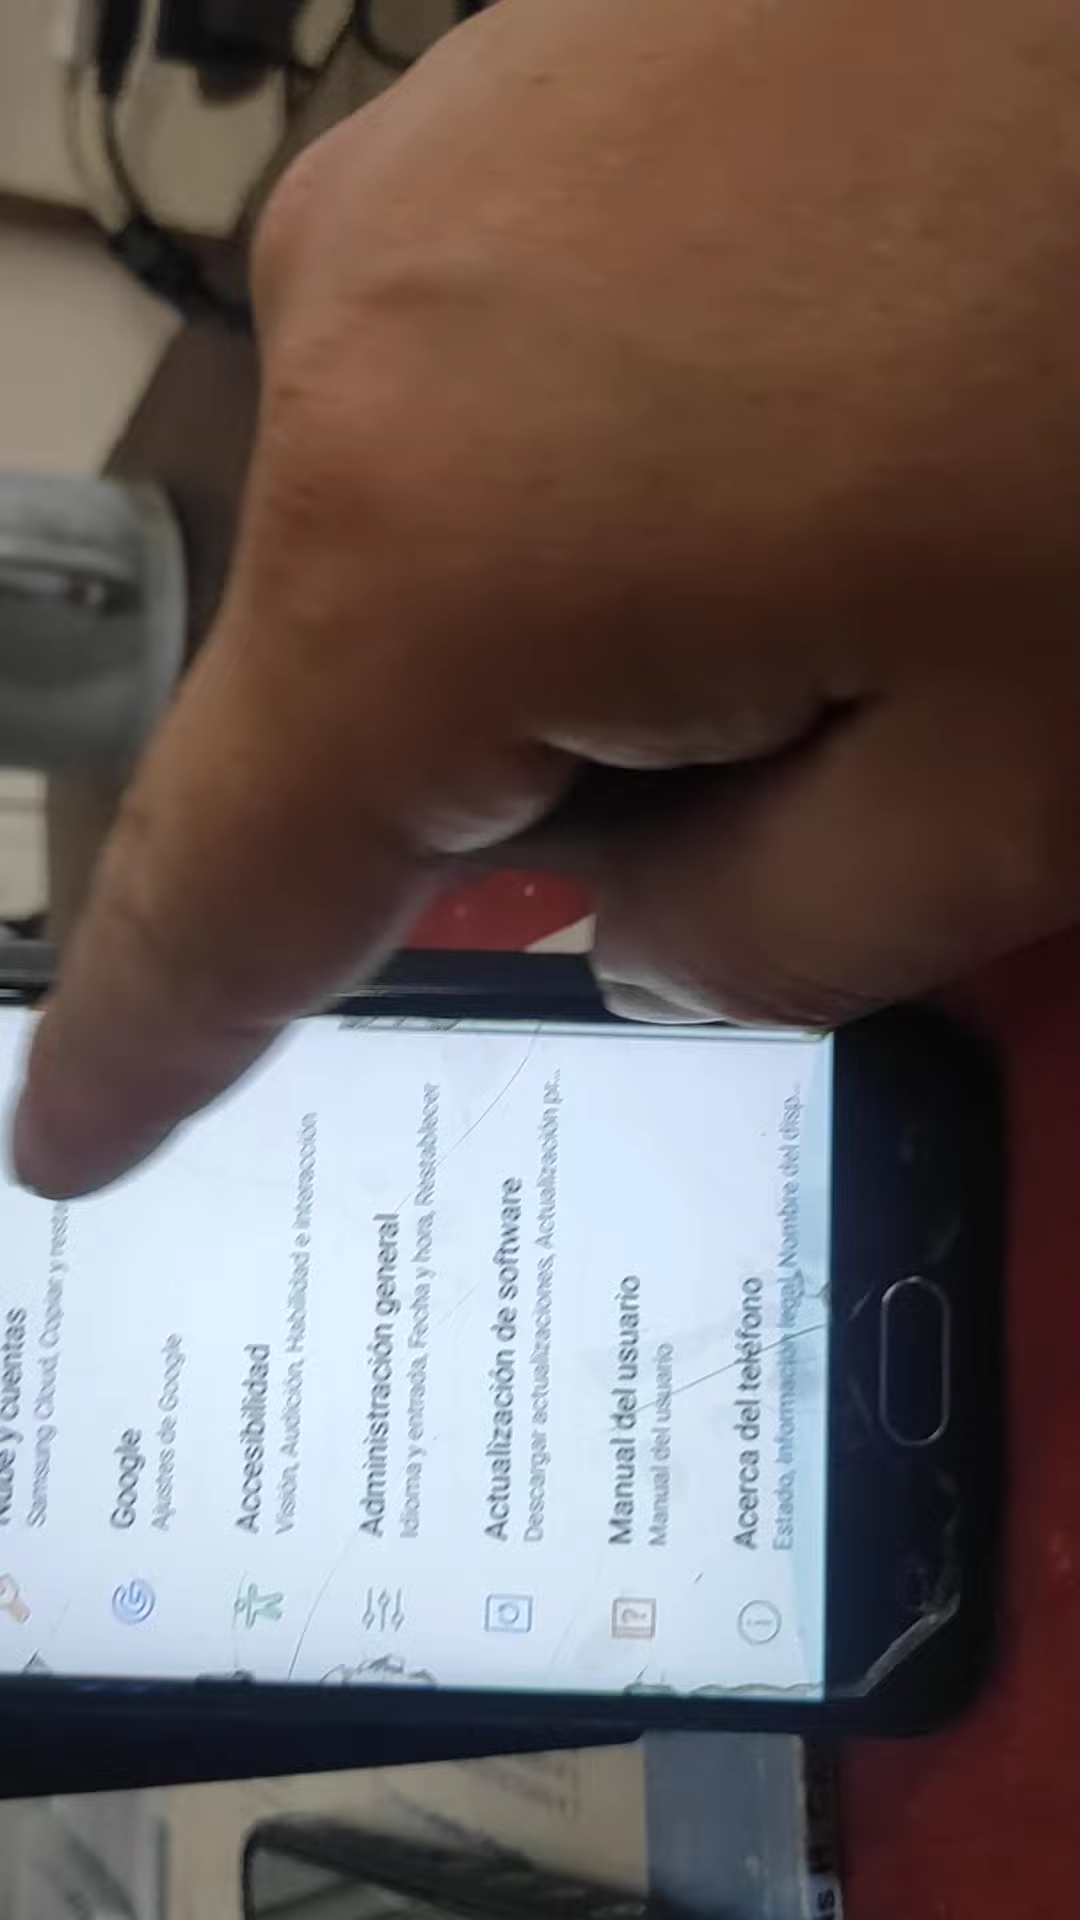 Nube y cuentas
Samsung Cloud, Copiar y resta
Google
Ajustes de Google
Accesibilidad
Visión, Audición, Habilidad e interacción
Administración general
Idioma y entrada, Fecha y hora, Restablecer
Actualización de software
Descargar actualizaciones, Actualización pr...
Manual del usuario
Manual del usuario
Acerca del teléfono
Estado, Información legal, Nombre del disp...